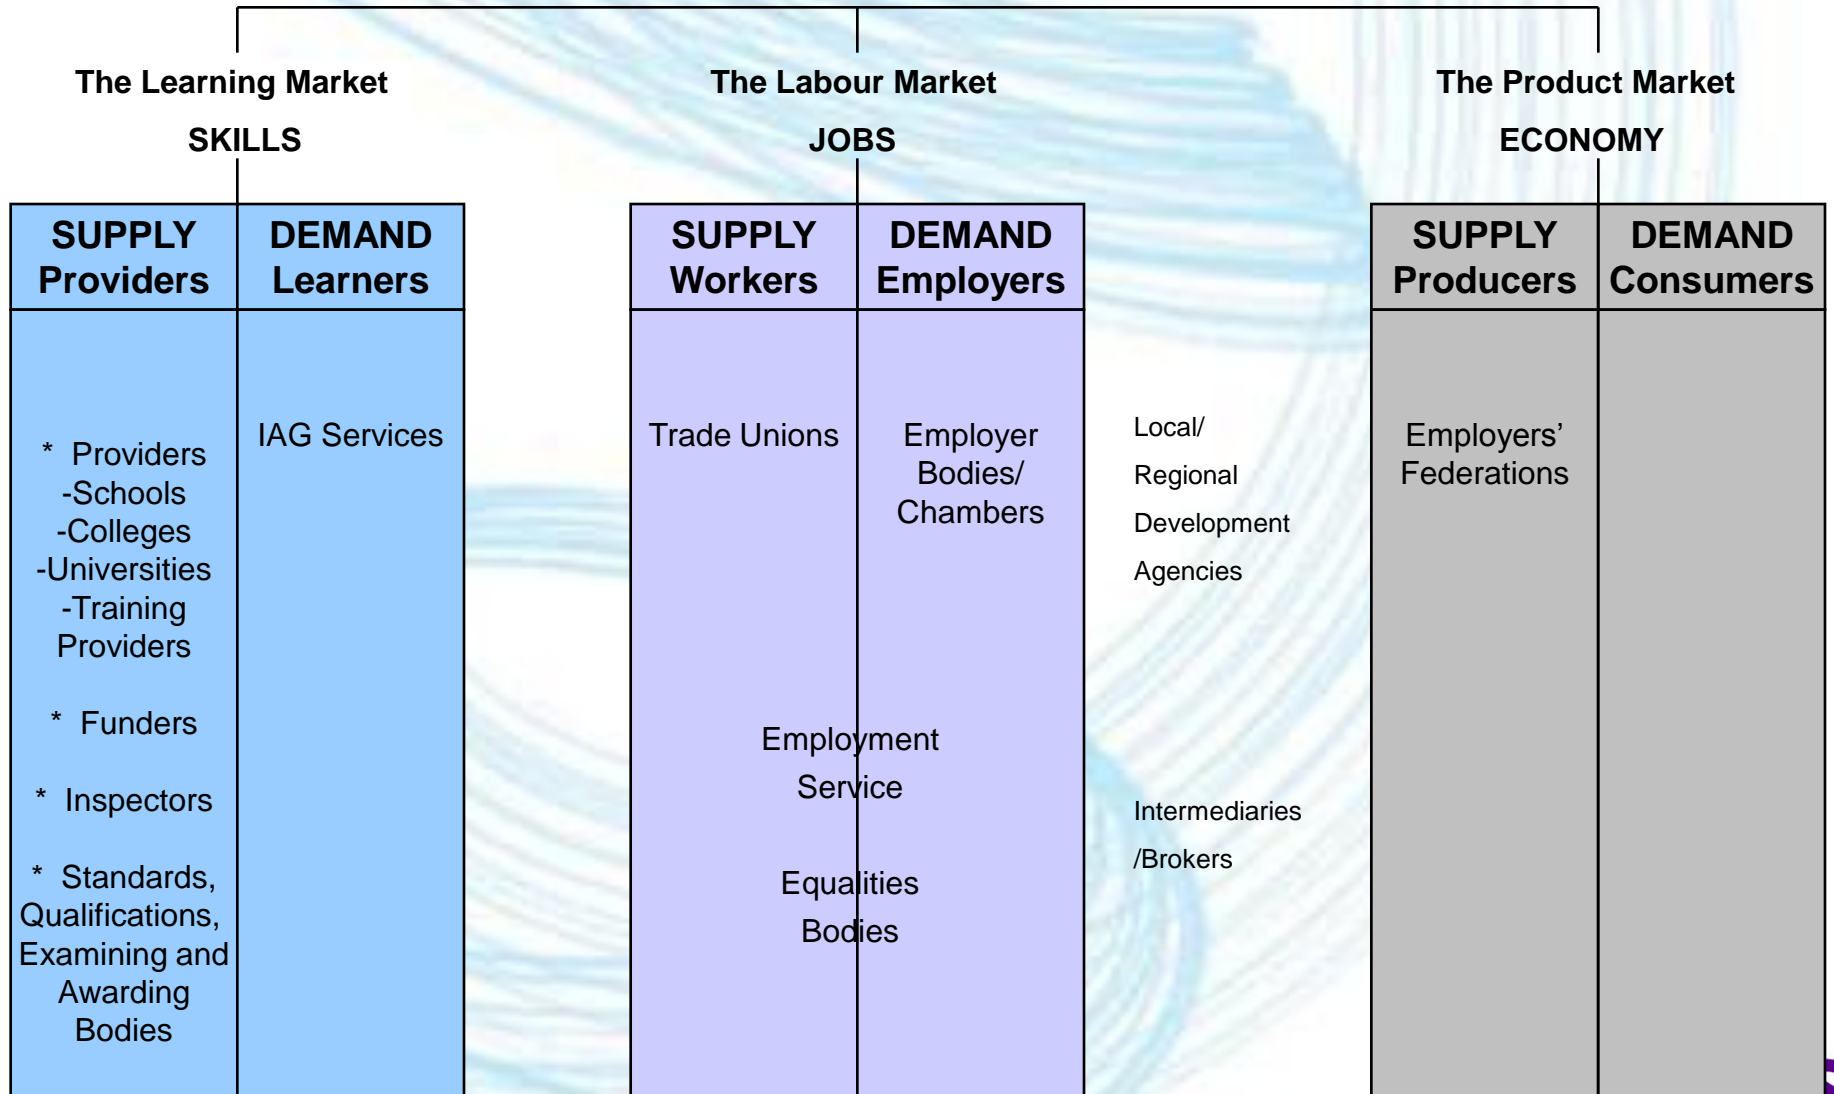 The Learning Market
SKILLS
The Labour Market
JOBS
The Product Market
ECONOMY
SUPPLY
Providers
DEMAND
Learners
SUPPLY
Workers
DEMAND
Employers
SUPPLY
Producers
DEMAND
Consumers
* Providers
-Schools
-Colleges
-Universities
-Training
Providers
* Funders
* Inspectors
* Standards,
Qualifications,
Examining and
Awarding
Bodies
IAG Services
Trade Unions
Employer
Bodies/
Chambers
Employment
Service
Equalities
Bodies
Local/
Regional
Development
Agencies
Intermediaries
/Brokers
Employers’
Federations